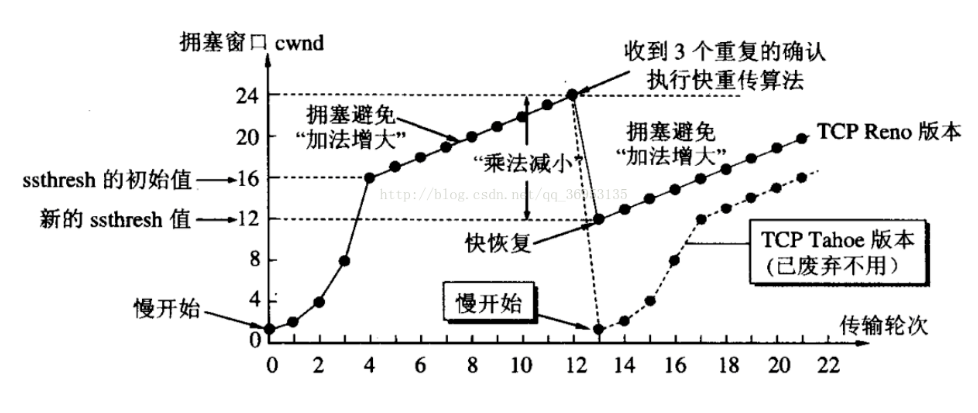 拥塞窗口 cwnd
收到 3 个重复的确认
执行快重传算法
24
20
16
12
8
4
0
拥塞避免
“加法增大”
“乘法减小”
拥塞避免
“加法增大”
TCP Reno 版本
ssthresh 的初始值
新的 ssthresh 值
http://blog.csdn.net/qq_36
3135
快恢复
TCP Tahoe 版本
(已废弃不用)
慢开始
慢开始
传输轮次
0 2 4 6 8 10 12 14 16 18 20 22